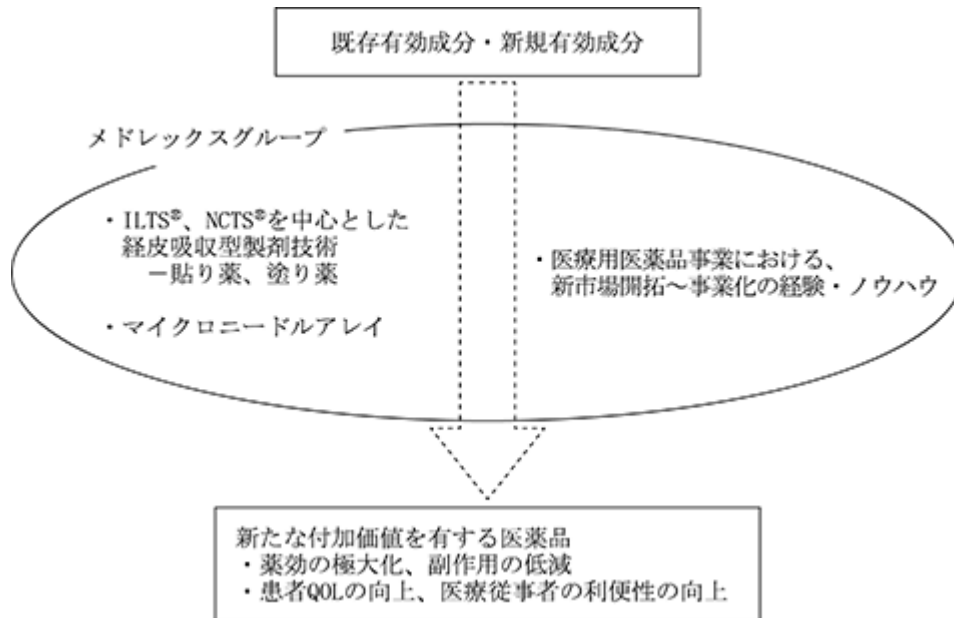 既存有効成分・新規有効成分
メドレックスグループ
・ILTS®、NCTS®を中心とした
経皮吸収型製剤技術
－貼り薬、塗り薬
・マイクロニードルアレイ
・医療用医薬品事業における、
新市場開拓～事業化の経験・ノウハウ
新たな付加価値を有する医薬品
・薬効の極大化、副作用の低減
・患者QOLの向上、医療従事者の利便性の向上